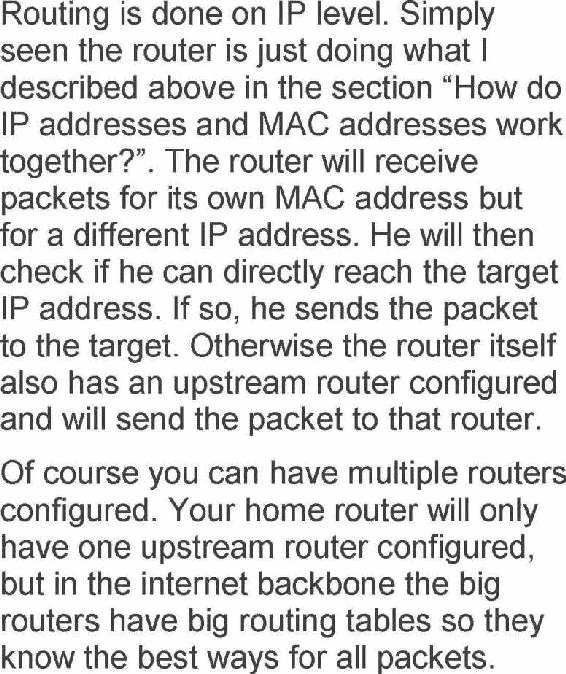 Routing is done on IP level. Simply
seen the router is just doing what I
described above in the section “How do
IP addresses and MAC addresses work
together?”. The router will receive
packets for its own MAC address but
for a different IP address. He will then
check if he can directly reach the target
IP address. If so, he sends the packet
to the target. Otherwise the router itself
also has an upstream router configured
and will send the packet to that router.
Of course you can have multiple routers
configured. Your home router will only
have one upstream router configured,
but in the internet backbone the big
routers have big routing tables so they
know the best ways for all packets.